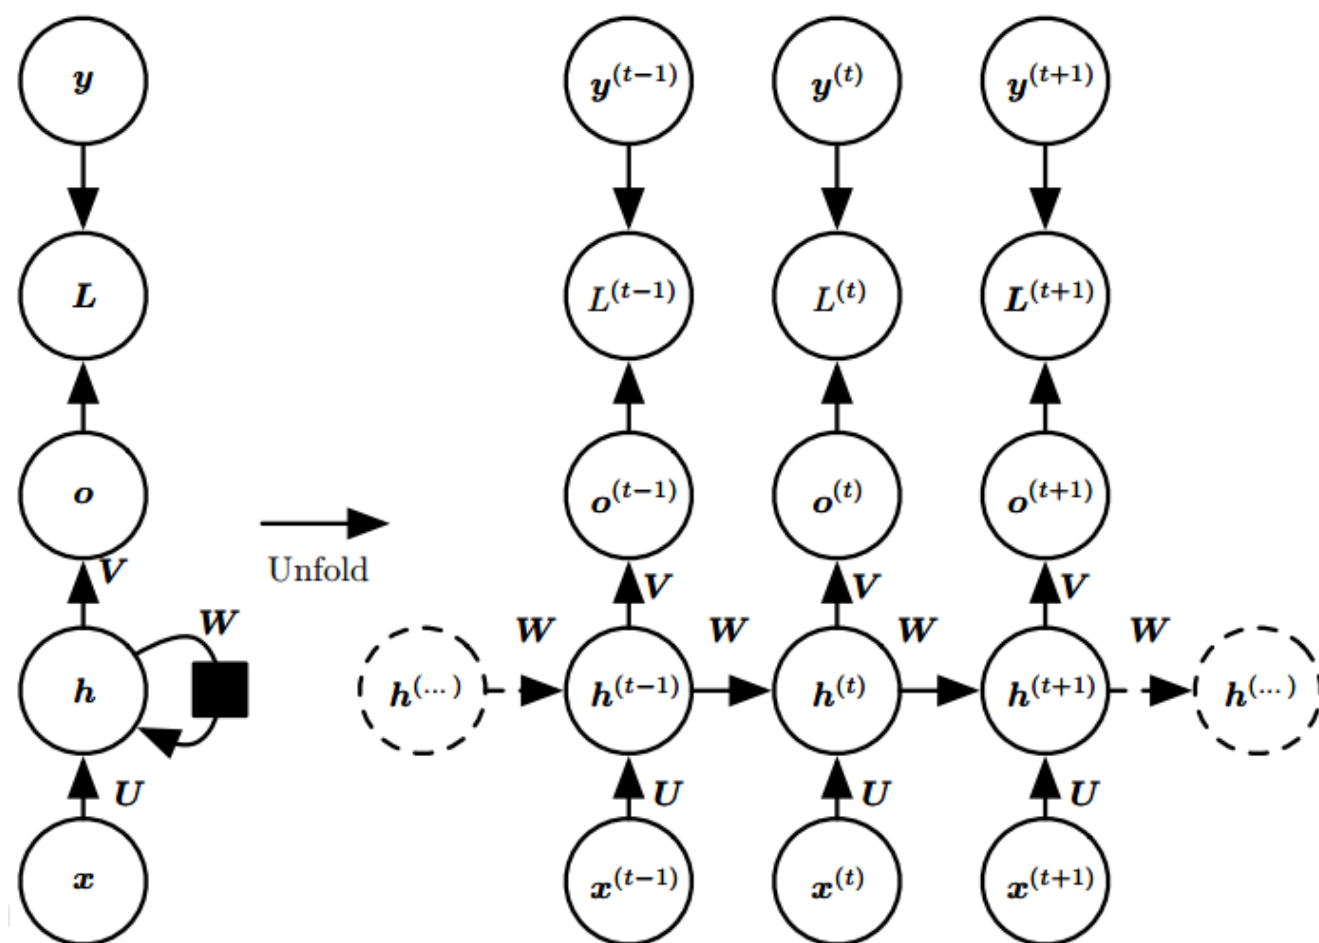 y y^(t−1) y^(t) y^(t+1)
L L^(t−1) L^(t) L^(t+1)
o o^(t−1) o^(t) o^(t+1)
Unfold
V V V V
W W W W W
h h^(...) h^(t−1) h^(t) h^(t+1) h^(...)
U U U U
x x^(t−1) x^(t) x^(t+1)